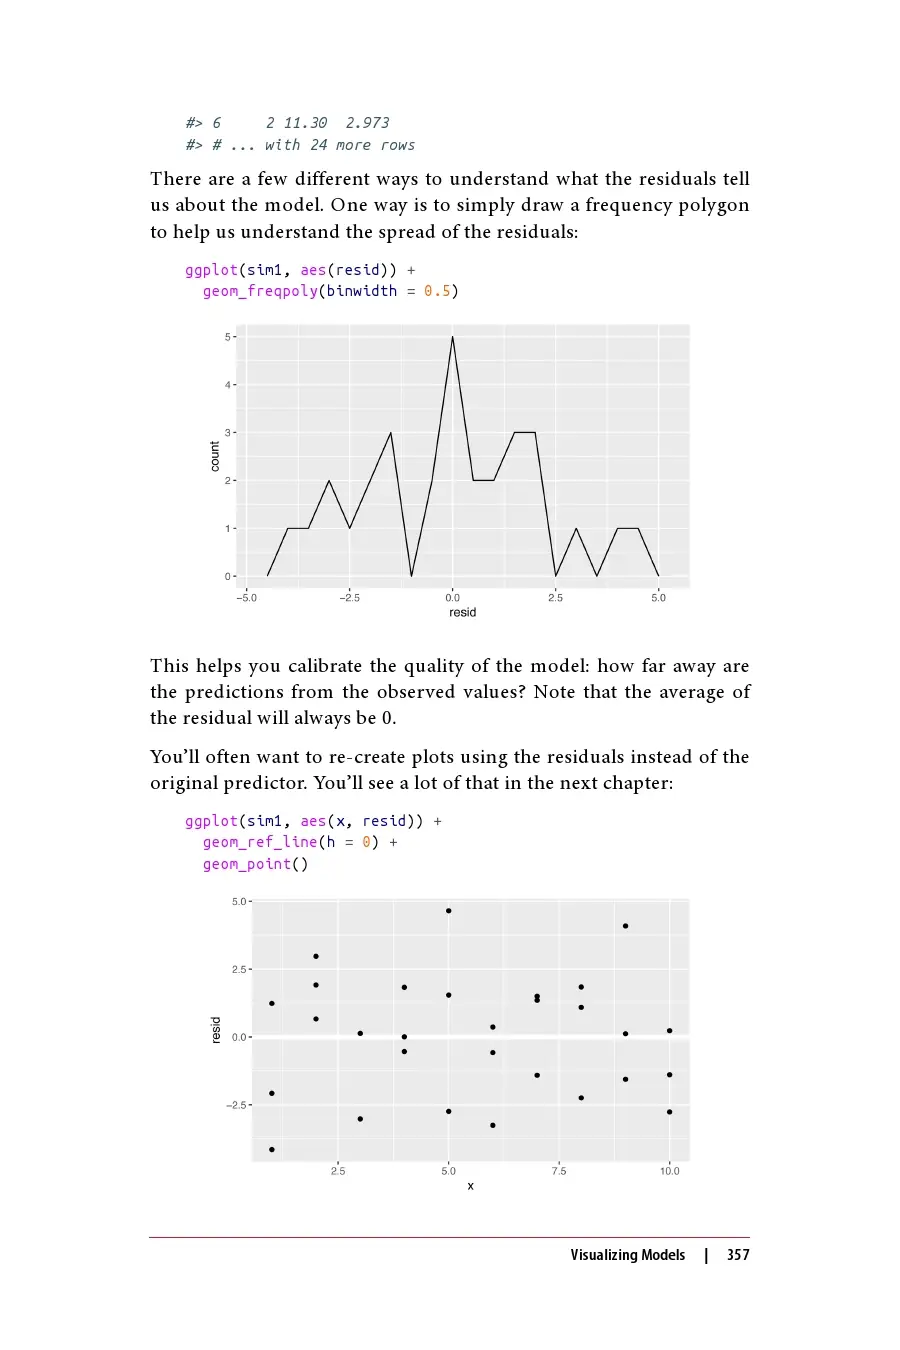 #> 6     2 11.30  2.973
#> # ... with 24 more rows
There are a few different ways to understand what the residuals tell
us about the model. One way is to simply draw a frequency polygon
to help us understand the spread of the residuals:
ggplot(sim1, aes(resid)) +
  geom_freqpoly(binwidth = 0.5)
5
4
3
2
1
0
count
−5.0 −2.5 0.0 2.5 5.0
resid
This helps you calibrate the quality of the model: how far away are
the predictions from the observed values? Note that the average of
the residual will always be 0.
You’ll often want to re-create plots using the residuals instead of the
original predictor. You’ll see a lot of that in the next chapter:
ggplot(sim1, aes(x, resid)) +
  geom_ref_line(h = 0) +
  geom_point()
5.0
2.5
0.0
−2.5
resid
2.5 5.0 7.5 10.0
x
Visualizing Models | 357